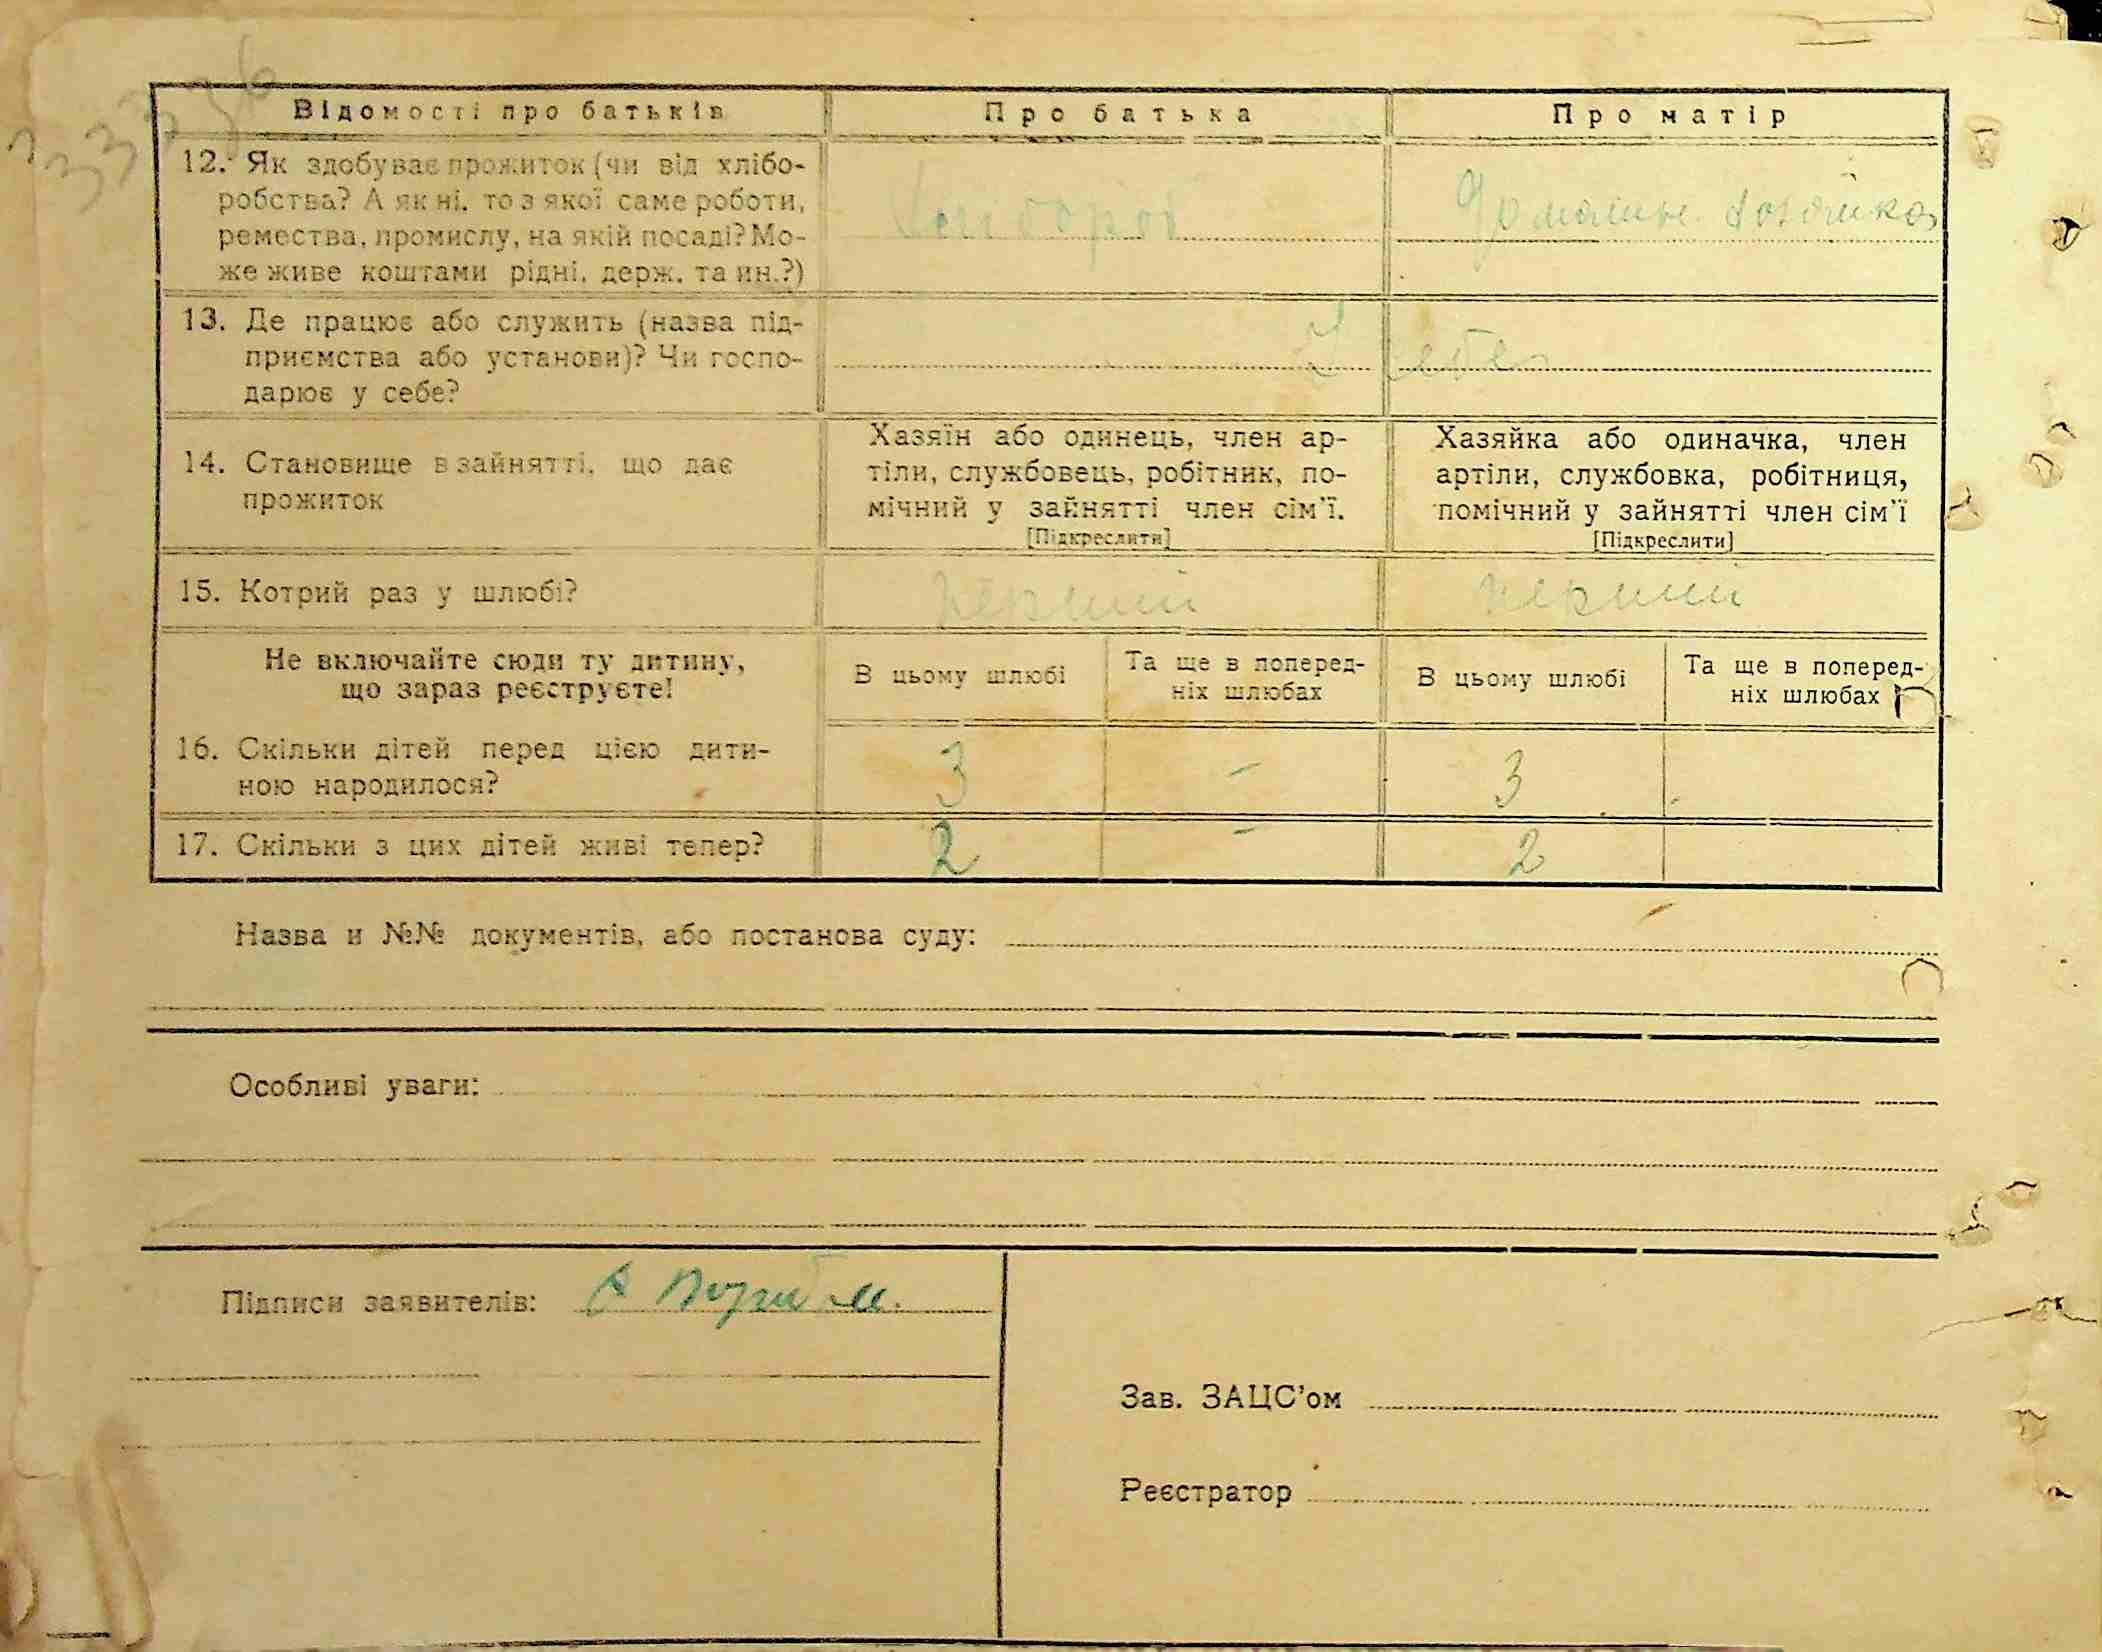 Відомості про батьків
Про батька
Про матір
12. Як здобуває прожиток (чи від хлібо-
робства? А як ні, то з якої саме роботи,
ремества, промислу, на якій посаді? Мо-
же живе коштами рідні, держ. та ин.?)
Домашн. хозяйка
13. Де працює або служить (назва під-
приємства або установи)? Чи госпо-
дарює у себе?
У себе
14. Становище в зайнятті, що дає
прожиток
Хазяїн або одинець, член ар-
тіли, службовець, робітник, по-
мічний у зайнятті член сім'ї.
[Підкреслити]
Хазяйка або одиначка, член
артіли, службовка, робітниця,
помічний у зайнятті член сім'ї
[Підкреслити]
15. Котрий раз у шлюбі?
перший
перший
Не включайте сюди ту дитину,
що зараз реєструєте!
В цьому шлюбі
Та ще в поперед-
ніх шлюбах
В цьому шлюбі
Та ще в поперед-
ніх шлюбах
16. Скільки дітей перед цією дити-
ною народилося?
3
-
3
17. Скільки з цих дітей живі тепер?
2
-
2
Назва и №№ документів, або постанова суду:
Особливі уваги:
Підписи заявителів:
Зав. ЗАЦС'ом
Реєстратор